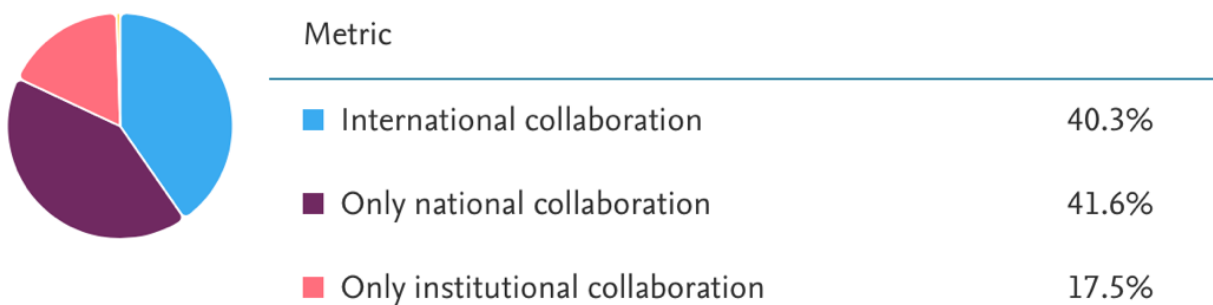 Metric
International collaboration 40.3%
Only national collaboration 41.6%
Only institutional collaboration 17.5%